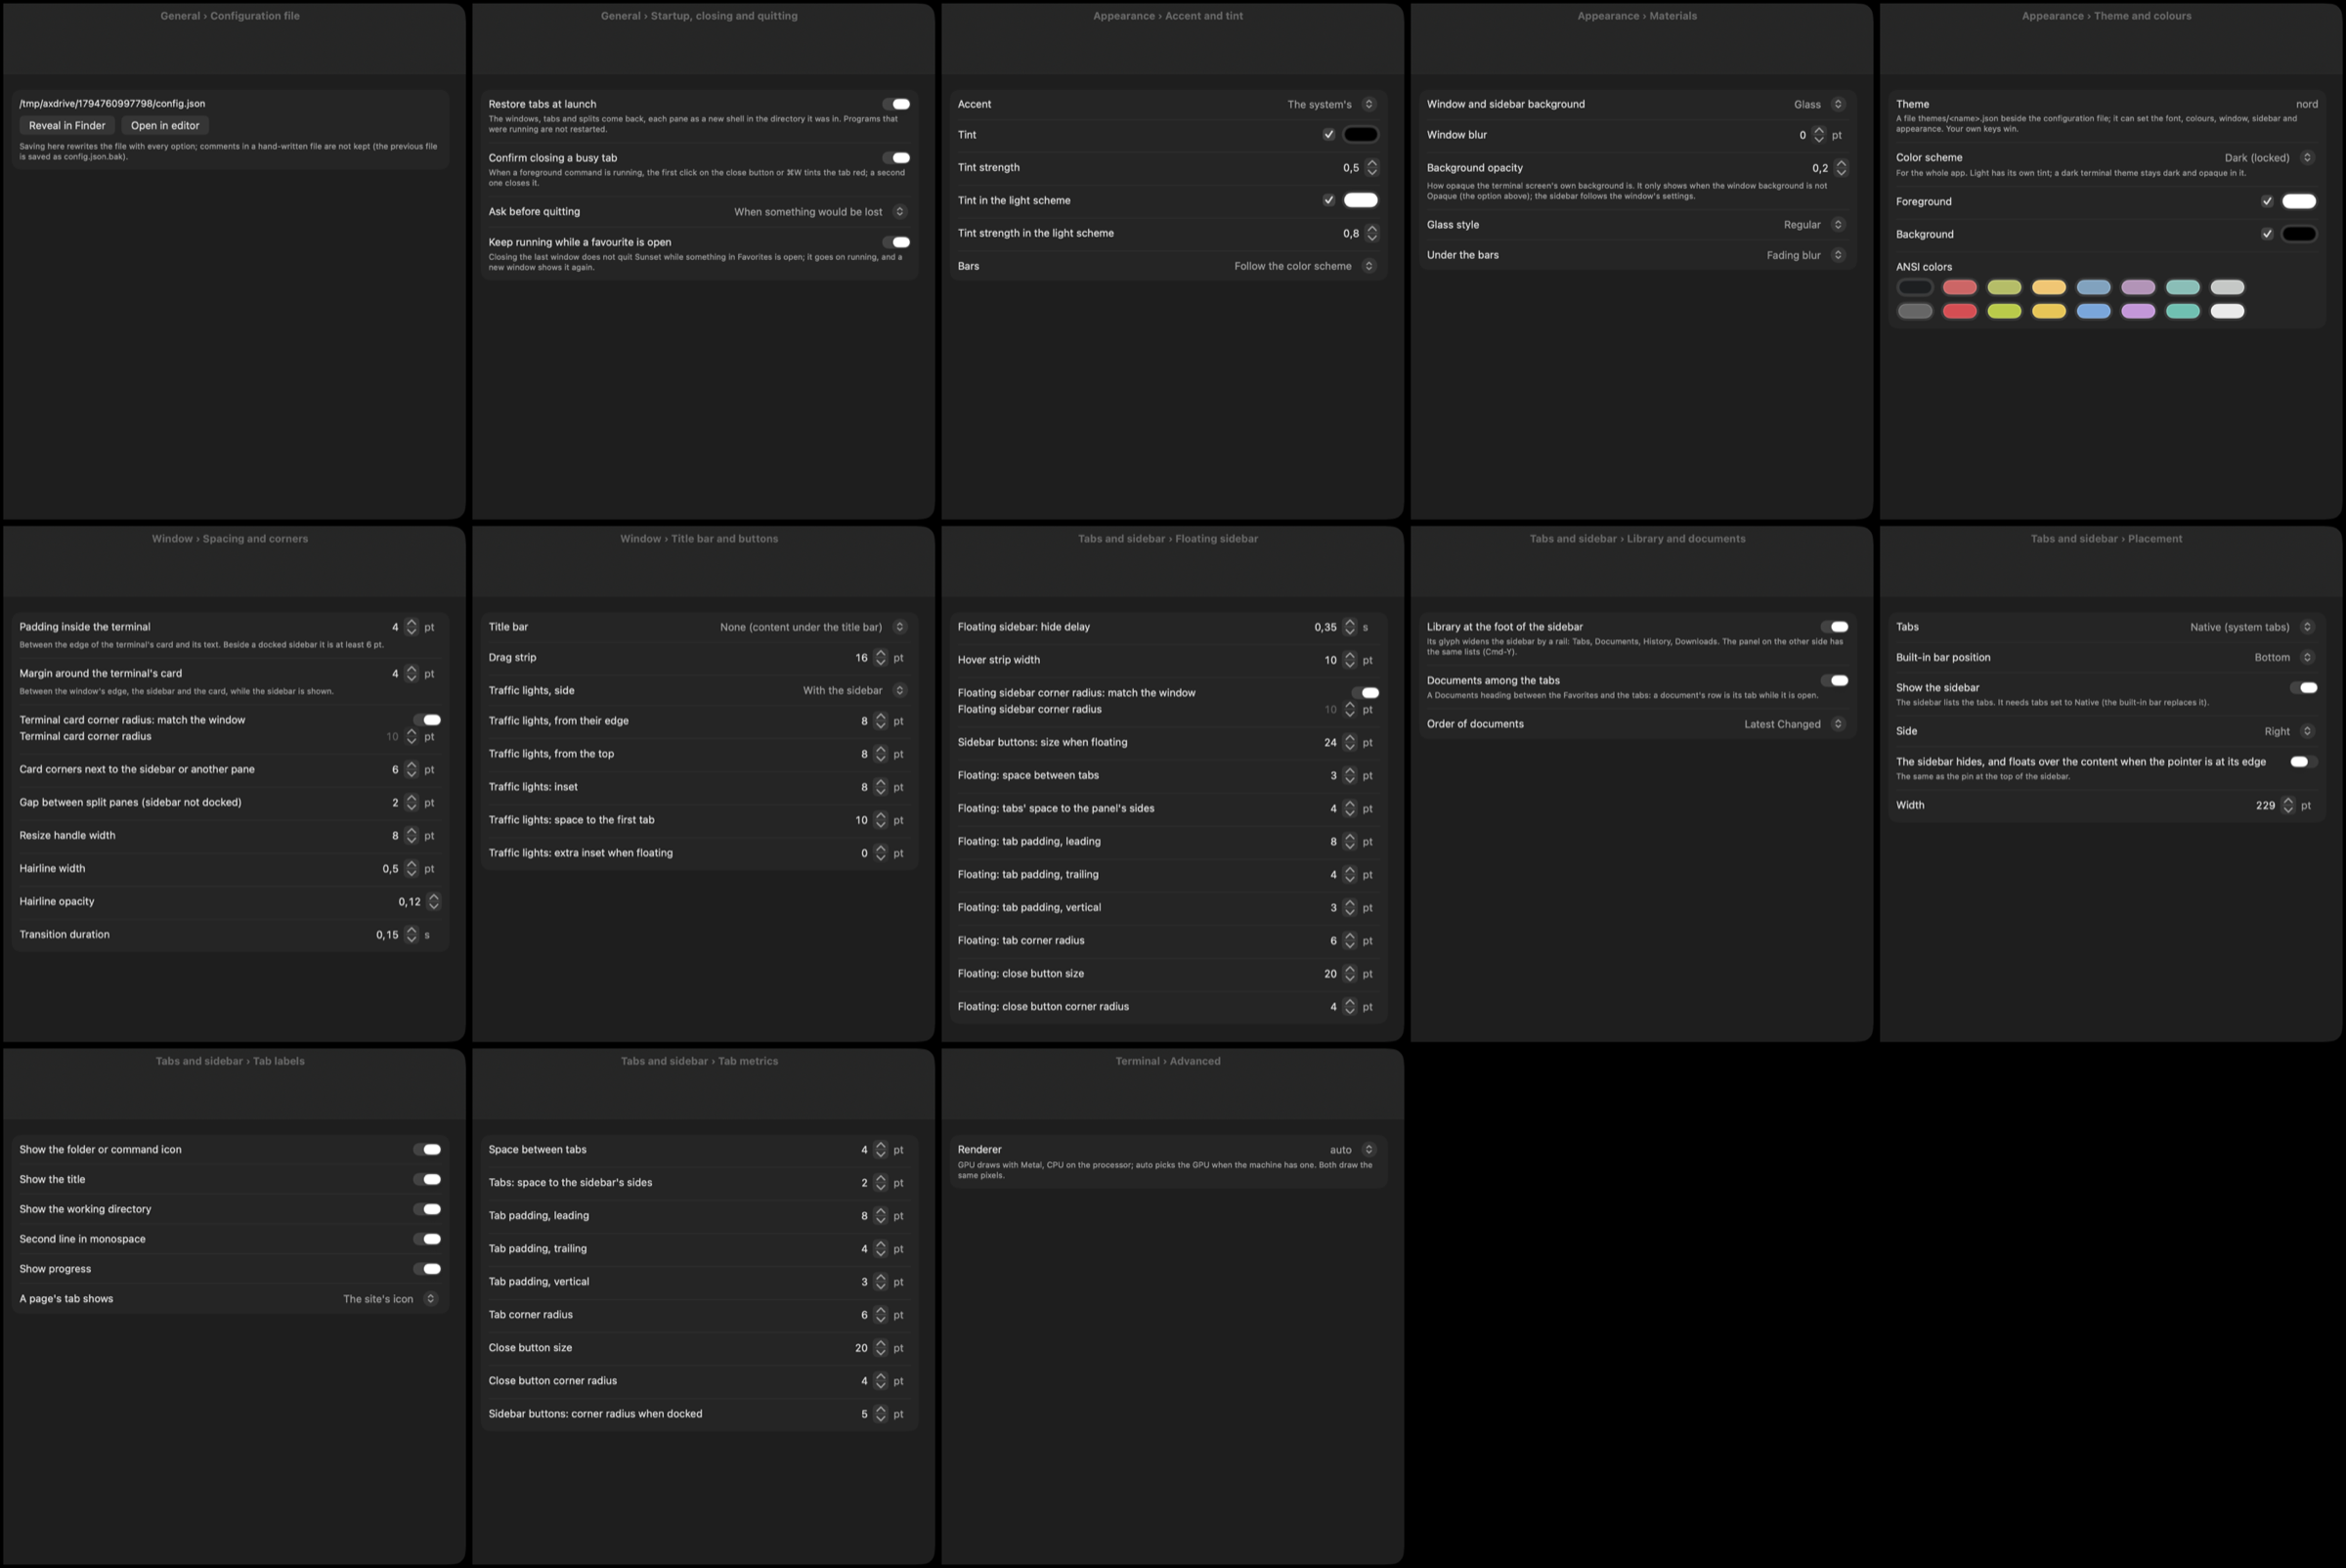 General › Configuration file
/tmp/axdrive/1794760997798/config.json
Reveal in Finder
Open in editor
Saving here rewrites the file with every option; comments in a hand-written file are not kept (the previous file
is saved as config.json.bak).
General › Startup, closing and quitting
Restore tabs at launch
The windows, tabs and splits come back, each pane as a new shell in the directory it was in. Programs that
were running are not restarted.
Confirm closing a busy tab
When a foreground command is running, the first click on the close button or ⌘W tints the tab red; a second
one closes it.
Ask before quitting When something would be lost
Keep running while a favourite is open
Closing the last window does not quit Sunset while something in Favorites is open; it goes on running, and a
new window shows it again.
Appearance › Accent and tint
Accent The system's
Tint
Tint strength 0,5
Tint in the light scheme
Tint strength in the light scheme 0,8
Bars Follow the color scheme
Appearance › Materials
Window and sidebar background Glass
Window blur 0 pt
Background opacity 0,2
How opaque the terminal screen's own background is. It only shows when the window background is not
Opaque (the option above); the sidebar follows the window's settings.
Glass style Regular
Under the bars Fading blur
Appearance › Theme and colours
Theme nord
A file themes/<name>.json beside the configuration file; it can set the font, colours, window, sidebar and
appearance. Your own keys win.
Color scheme Dark (locked)
For the whole app. Light has its own tint; a dark terminal theme stays dark and opaque in it.
Foreground
Background
ANSI colors
Window › Spacing and corners
Padding inside the terminal 4 pt
Between the edge of the terminal's card and its text. Beside a docked sidebar it is at least 6 pt.
Margin around the terminal's card 4 pt
Between the window's edge, the sidebar and the card, while the sidebar is shown.
Terminal card corner radius: match the window
Terminal card corner radius 10 pt
Card corners next to the sidebar or another pane 6 pt
Gap between split panes (sidebar not docked) 2 pt
Resize handle width 8 pt
Hairline width 0,5 pt
Hairline opacity 0,12
Transition duration 0,15 s
Window › Title bar and buttons
Title bar None (content under the title bar)
Drag strip 16 pt
Traffic lights, side With the sidebar
Traffic lights, from their edge 8 pt
Traffic lights, from the top 8 pt
Traffic lights: inset 8 pt
Traffic lights: space to the first tab 10 pt
Traffic lights: extra inset when floating 0 pt
Tabs and sidebar › Floating sidebar
Floating sidebar: hide delay 0,35 s
Hover strip width 10 pt
Floating sidebar corner radius: match the window
Floating sidebar corner radius 10 pt
Sidebar buttons: size when floating 24 pt
Floating: space between tabs 3 pt
Floating: tabs' space to the panel's sides 4 pt
Floating: tab padding, leading 8 pt
Floating: tab padding, trailing 4 pt
Floating: tab padding, vertical 3 pt
Floating: tab corner radius 6 pt
Floating: close button size 20 pt
Floating: close button corner radius 4 pt
Tabs and sidebar › Library and documents
Library at the foot of the sidebar
Its glyph widens the sidebar by a rail: Tabs, Documents, History, Downloads. The panel on the other side has
the same lists (Cmd-Y).
Documents among the tabs
A Documents heading between the Favorites and the tabs: a document's row is its tab while it is open.
Order of documents Latest Changed
Tabs and sidebar › Placement
Tabs Native (system tabs)
Built-in bar position Bottom
Show the sidebar
The sidebar lists the tabs. It needs tabs set to Native (the built-in bar replaces it).
Side Right
The sidebar hides, and floats over the content when the pointer is at its edge
The same as the pin at the top of the sidebar.
Width 229 pt
Tabs and sidebar › Tab labels
Show the folder or command icon
Show the title
Show the working directory
Second line in monospace
Show progress
A page's tab shows The site's icon
Tabs and sidebar › Tab metrics
Space between tabs 4 pt
Tabs: space to the sidebar's sides 2 pt
Tab padding, leading 8 pt
Tab padding, trailing 4 pt
Tab padding, vertical 3 pt
Tab corner radius 6 pt
Close button size 20 pt
Close button corner radius 4 pt
Sidebar buttons: corner radius when docked 5 pt
Terminal › Advanced
Renderer auto
GPU draws with Metal, CPU on the processor; auto picks the GPU when the machine has one. Both draw the
same pixels.